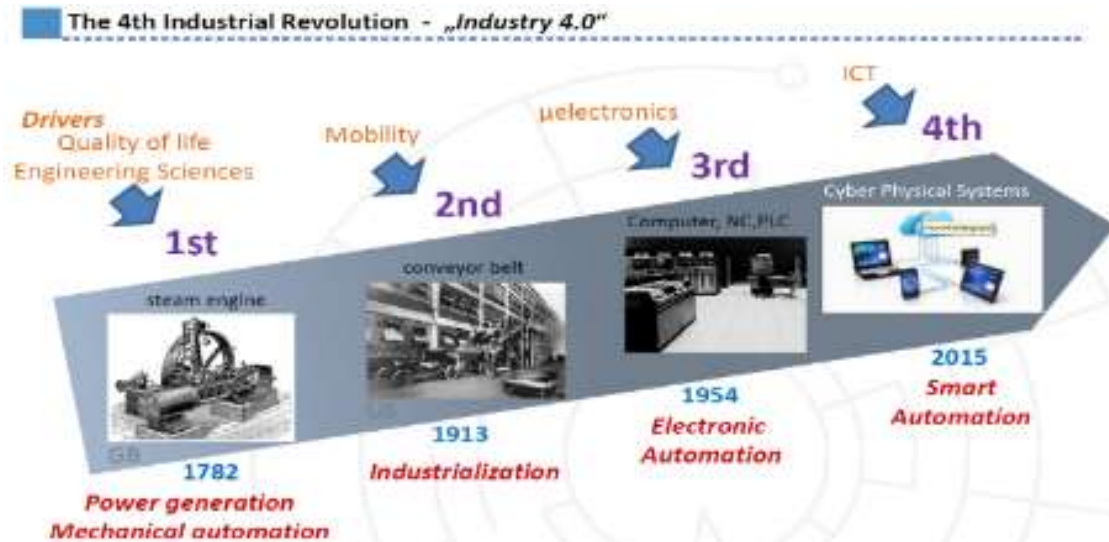 The 4th Industrial Revolution - „Industry 4.0“
Drivers
Quality of life
Engineering Sciences
1st
steam engine
GB
1782
Power generation
Mechanical automation
Mobility
2nd
conveyor belt
US
1913
Industrialization
µelectronics
3rd
Computer, NC,PLC
1954
Electronic
Automation
ICT
4th
Cyber Physical Systems
2015
Smart
Automation